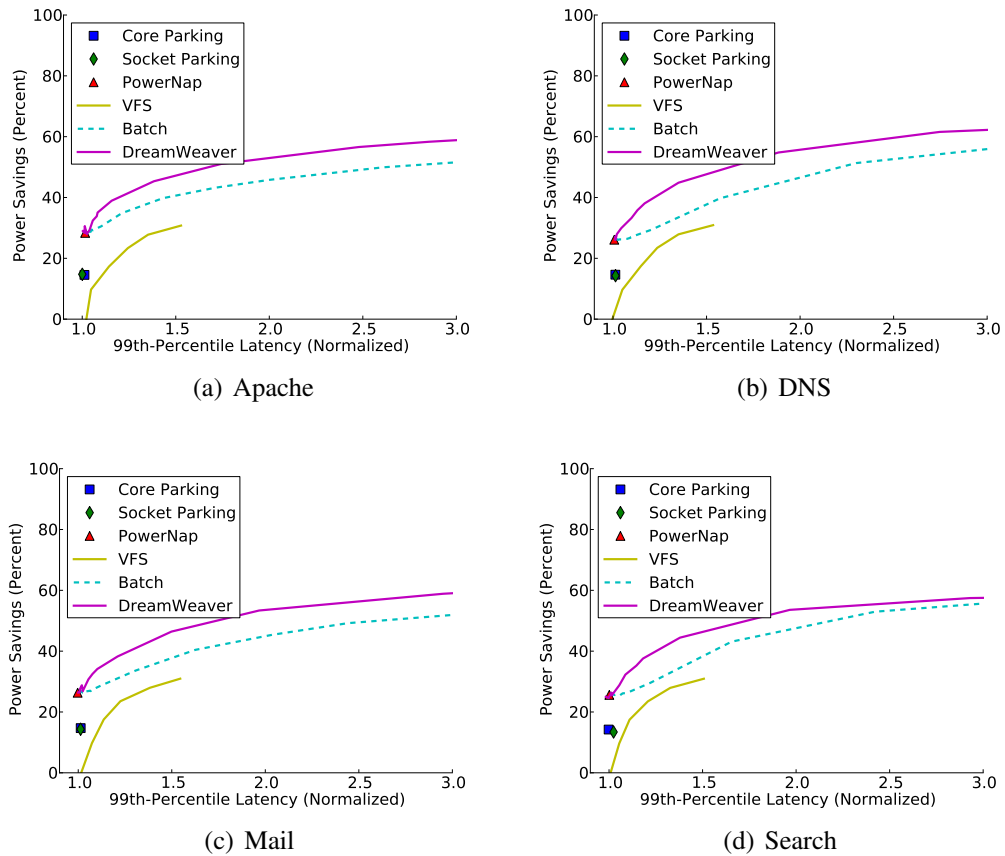 100
80
60
40
20
0
Power Savings (Percent)
Core Parking
Socket Parking
PowerNap
VFS
Batch
DreamWeaver
1.0 1.5 2.0 2.5 3.0
99th-Percentile Latency (Normalized)
(a) Apache
100
80
60
40
20
0
Power Savings (Percent)
Core Parking
Socket Parking
PowerNap
VFS
Batch
DreamWeaver
1.0 1.5 2.0 2.5 3.0
99th-Percentile Latency (Normalized)
(b) DNS
100
80
60
40
20
0
Power Savings (Percent)
Core Parking
Socket Parking
PowerNap
VFS
Batch
DreamWeaver
1.0 1.5 2.0 2.5 3.0
99th-Percentile Latency (Normalized)
(c) Mail
100
80
60
40
20
0
Power Savings (Percent)
Core Parking
Socket Parking
PowerNap
VFS
Batch
DreamWeaver
1.0 1.5 2.0 2.5 3.0
99th-Percentile Latency (Normalized)
(d) Search